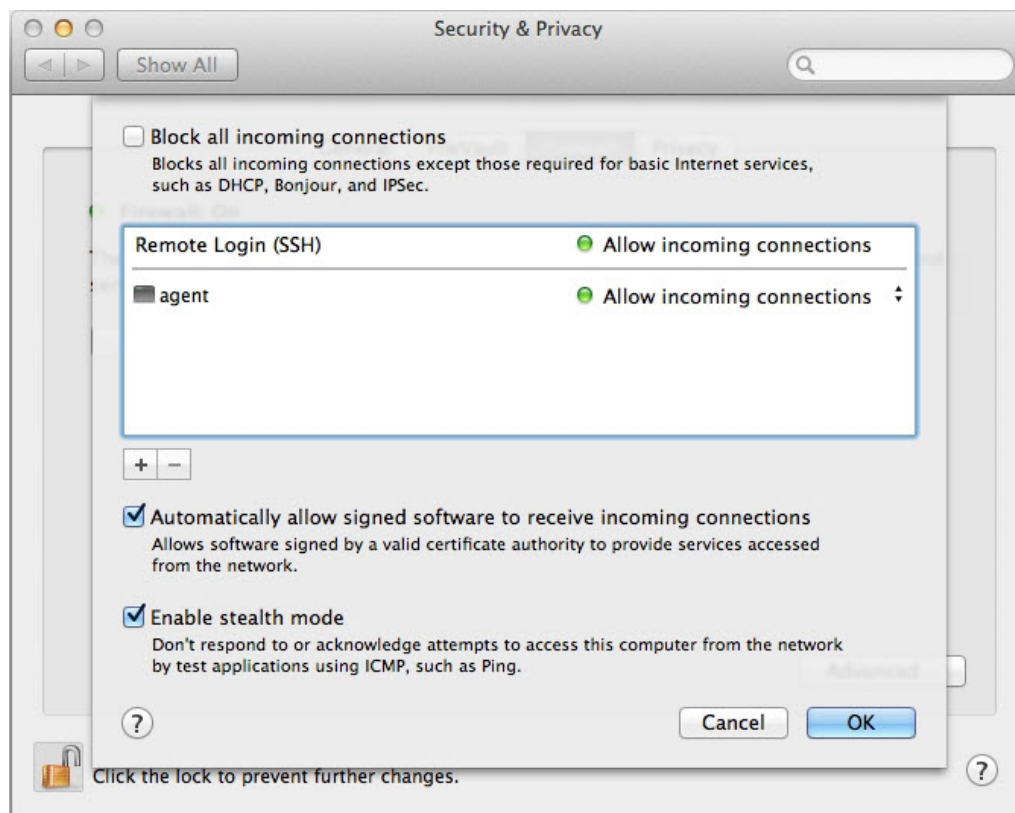 Security & Privacy
Show All
Block all incoming connections
Privacy
Blocks all incoming connections except those required for basic Internet services,
such as DHCP, Bonjour, and IPSec.
Firewall: On
Remote Login (SSH)
Allow incoming connections
agent
Allow incoming connections
+ −
Automatically allow signed software to receive incoming connections
Allows software signed by a valid certificate authority to provide services accessed
from the network.
Enable stealth mode
Don't respond to or acknowledge attempts to access this computer from the network
by test applications using ICMP, such as Ping.
Advanced
?
Cancel
OK
Click the lock to prevent further changes.
?